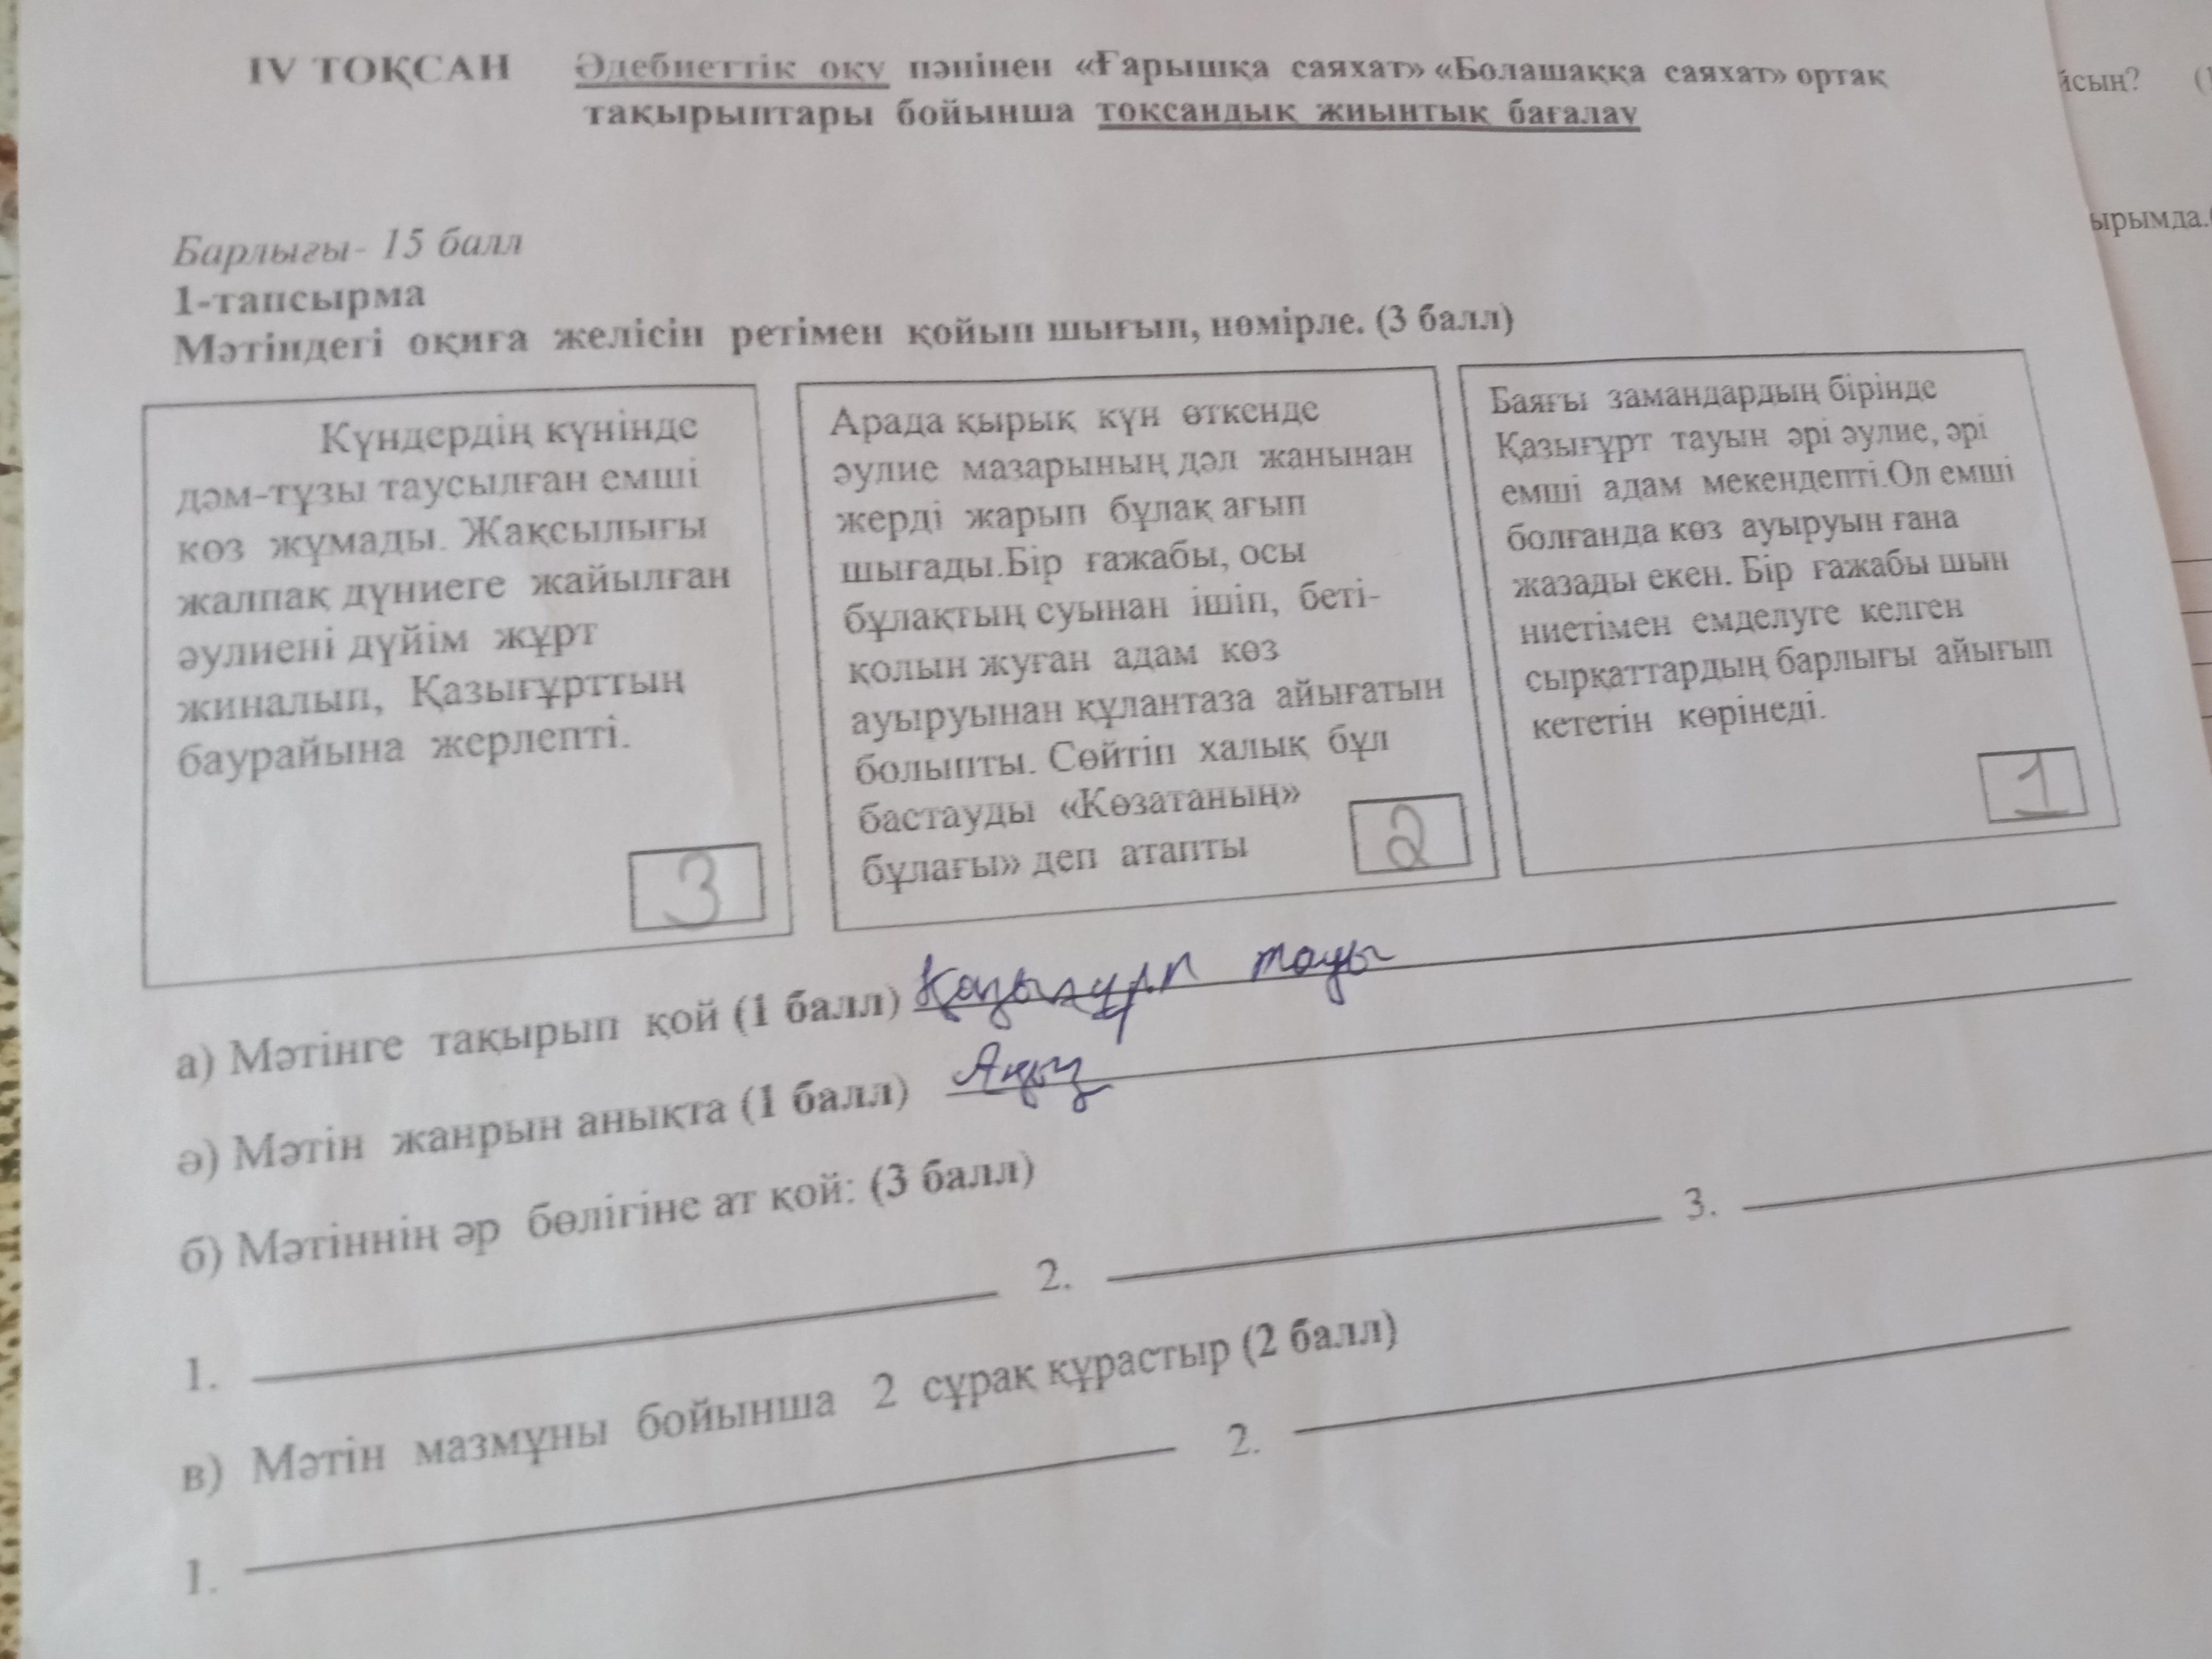 IV ТОҚСАН Әдебиеттік оқу пәнінен «Ғарышқа саяхат» «Болашаққа саяхат» ортақ
тақырыптары бойынша тоқсандық жиынтық бағалау
йсың?
ырымда.
Барлығы- 15 балл
1-тапсырма
Мәтіндегі оқиға желісін ретімен қойып шығып, нөмірле. (3 балл)
Күндердің күнінде
дәм-тұзы таусылған емші
көз жұмады. Жақсылығы
жалпақ дүниеге жайылған
әулиені дүйім жұрт
жиналып, Қазығұрттың
баурайына жерлепті.
3
Арада қырық күн өткенде
әулие мазарының дәл жанынан
жерді жарып бұлақ ағып
шығады.Бір ғажабы, осы
бұлақтың суынан ішіп, беті-
қолын жуған адам көз
ауыруынан құлантаза айығатын
болыпты. Сөйтіп халық бұл
бастауды «Көзатаның»
бұлағы» деп атапты
2
Баяғы замандардың бірінде
Қазығұрт тауын әрі әулие, әрі
емші адам мекендепті.Ол емші
болғанда көз ауыруын ғана
жазады екен. Бір ғажабы шын
ниетімен емделуге келген
сырқаттардың барлығы айығып
кететін көрінеді.
1
а) Мәтінге тақырып қой (1 балл) Қазығұрт тауы
ә) Мәтін жанрын анықта (1 балл) Аңыз
б) Мәтіннің әр бөлігіне ат қой: (3 балл)
1. 2. 3.
в) Мәтін мазмұны бойынша 2 сұрақ құрастыр (2 балл)
1. 2.